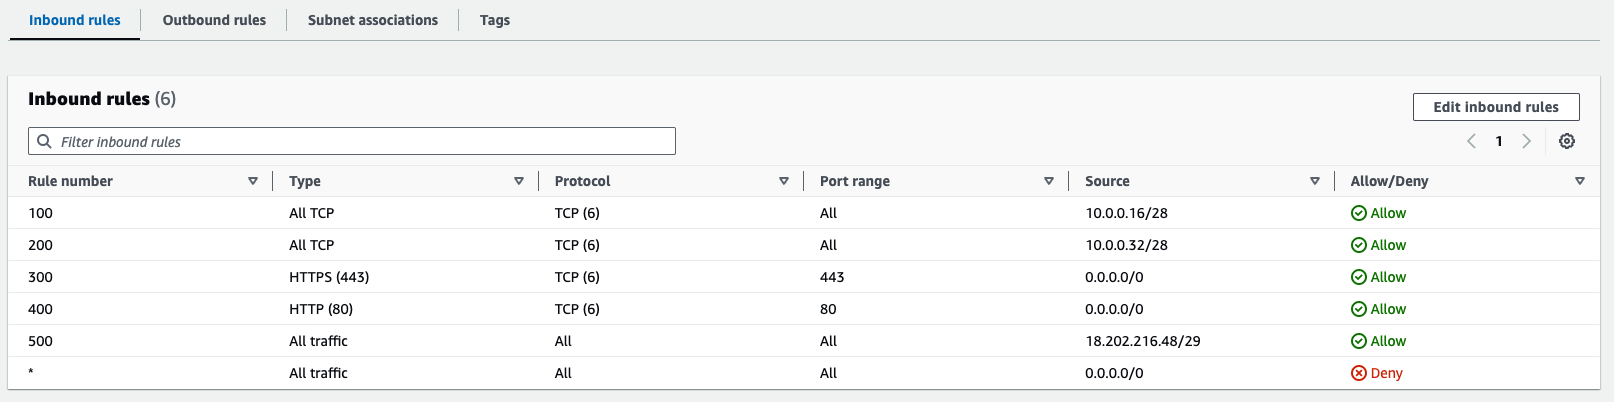 Inbound rules Outbound rules Subnet associations Tags
Inbound rules (6)
Edit inbound rules
Filter inbound rules
1
Rule number Type Protocol Port range Source Allow/Deny
100 All TCP TCP (6) All 10.0.0.16/28 Allow
200 All TCP TCP (6) All 10.0.0.32/28 Allow
300 HTTPS (443) TCP (6) 443 0.0.0.0/0 Allow
400 HTTP (80) TCP (6) 80 0.0.0.0/0 Allow
500 All traffic All All 18.202.216.48/29 Allow
* All traffic All All 0.0.0.0/0 Deny